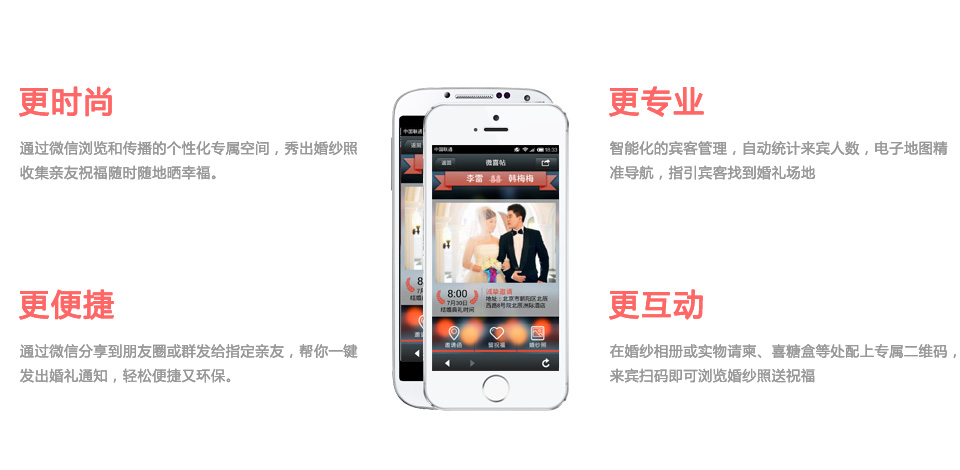 更时尚
通过微信浏览和传播的个性化专属空间，秀出婚纱照
收集亲友祝福随时随地晒幸福。
更便捷
通过微信分享到朋友圈或群发给指定亲友，帮你一键
发出婚礼通知，轻松便捷又环保。
中国联通
返回
中国联通
16:33
返回
微喜帖
李雷 囍 韩梅梅
8:00
7月30日
结婚典礼时间
诚挚邀请
地址：北京市朝阳区北辰
西路8号院北辰洲际酒店
邀请函
留祝福
婚纱照
更专业
智能化的宾客管理，自动统计来宾人数，电子地图精
准导航，指引宾客找到婚礼场地
更互动
在婚纱相册或实物请柬、喜糖盒等处配上专属二维码，
来宾扫码即可浏览婚纱照送祝福